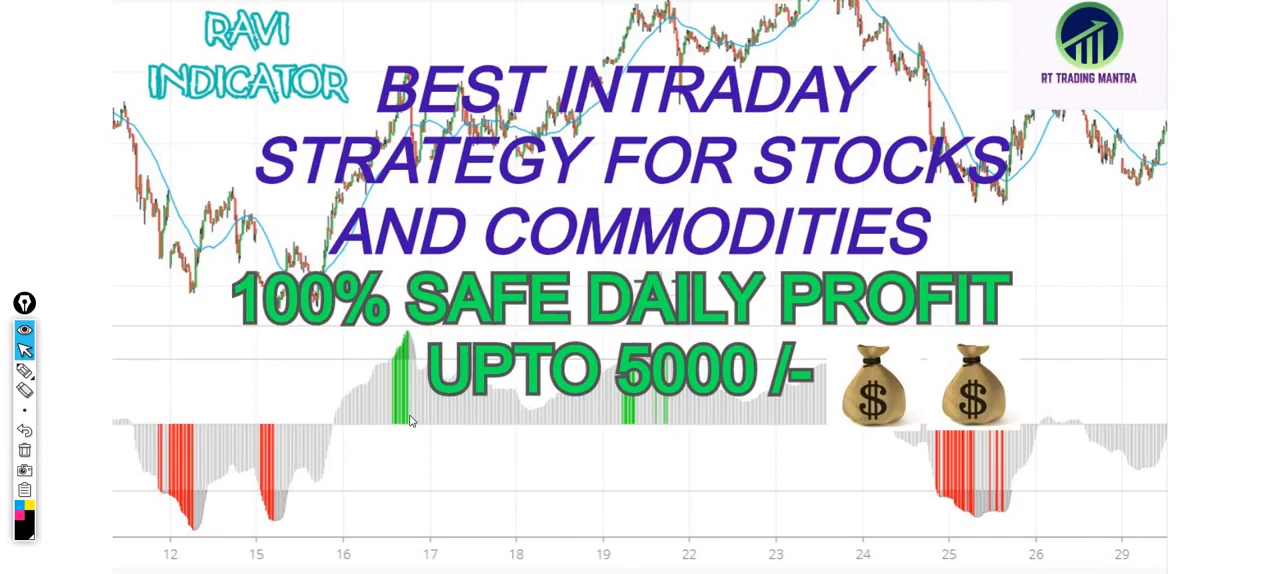 RAVI
INDICATOR
RT TRADING MANTRA
BEST INTRADAY
STRATEGY FOR STOCKS
AND COMMODITIES
100% SAFE DAILY PROFIT
UPTO 5000 /-
$ $
12 15 16 17 18 19 22 23 24 25 26 29